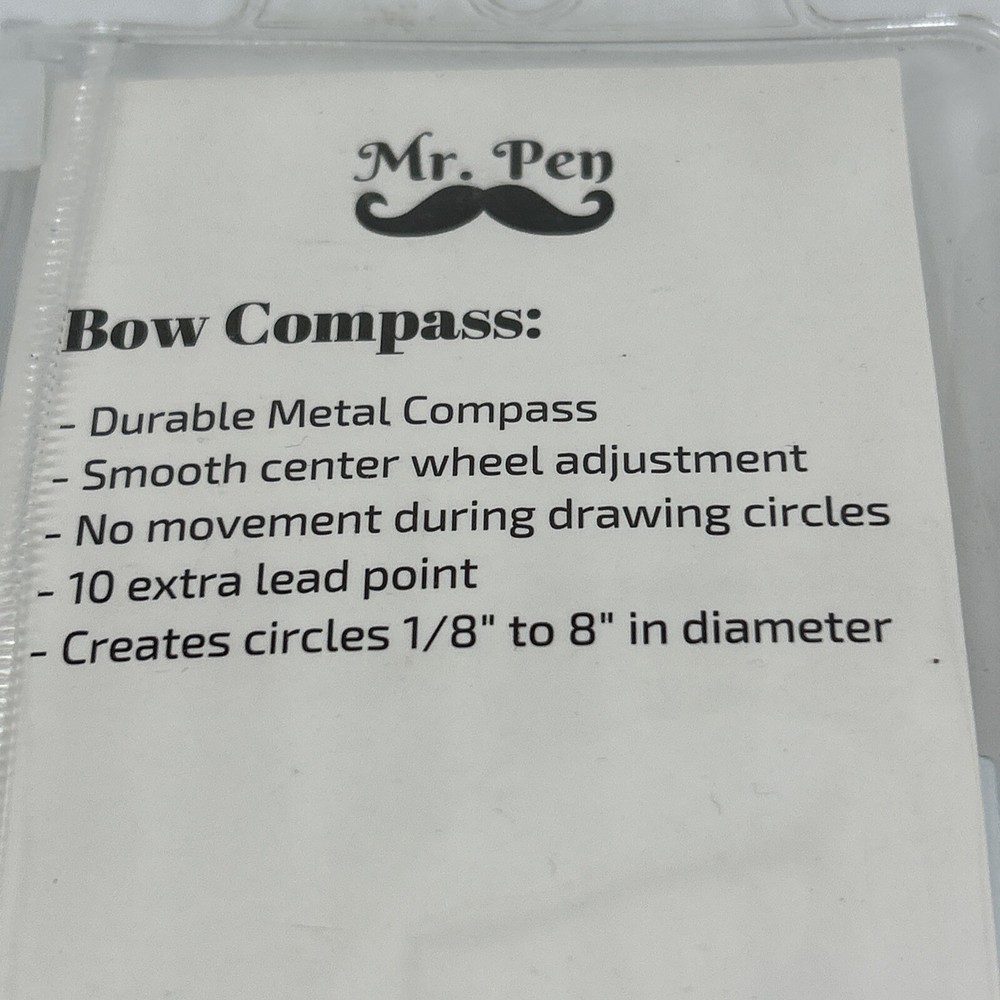 Mr. Pen
Bow Compass:
- Durable Metal Compass
- Smooth center wheel adjustment
- No movement during drawing circles
- 10 extra lead point
- Creates circles 1/8" to 8" in diameter